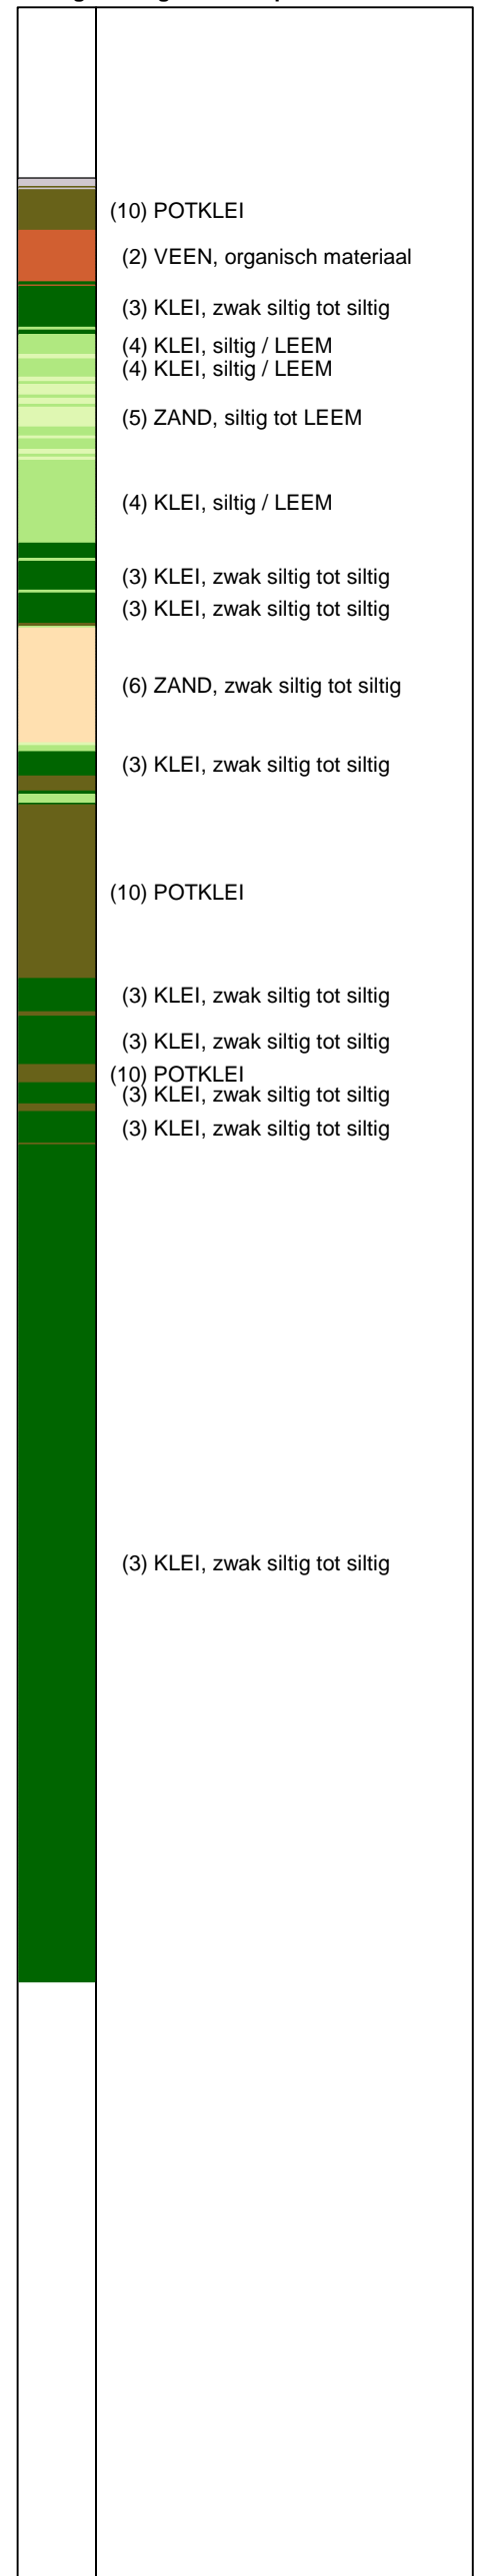 (10) POTKLEI
(2) VEEN, organisch materiaal
(3) KLEI, zwak siltig tot siltig
(4) KLEI, siltig / LEEM
(4) KLEI, siltig / LEEM
(5) ZAND, siltig tot LEEM
(4) KLEI, siltig / LEEM
(3) KLEI, zwak siltig tot siltig
(3) KLEI, zwak siltig tot siltig
(6) ZAND, zwak siltig tot siltig
(3) KLEI, zwak siltig tot siltig
(10) POTKLEI
(3) KLEI, zwak siltig tot siltig
(3) KLEI, zwak siltig tot siltig
(10) POTKLEI
(3) KLEI, zwak siltig tot siltig
(3) KLEI, zwak siltig tot siltig
(3) KLEI, zwak siltig tot siltig